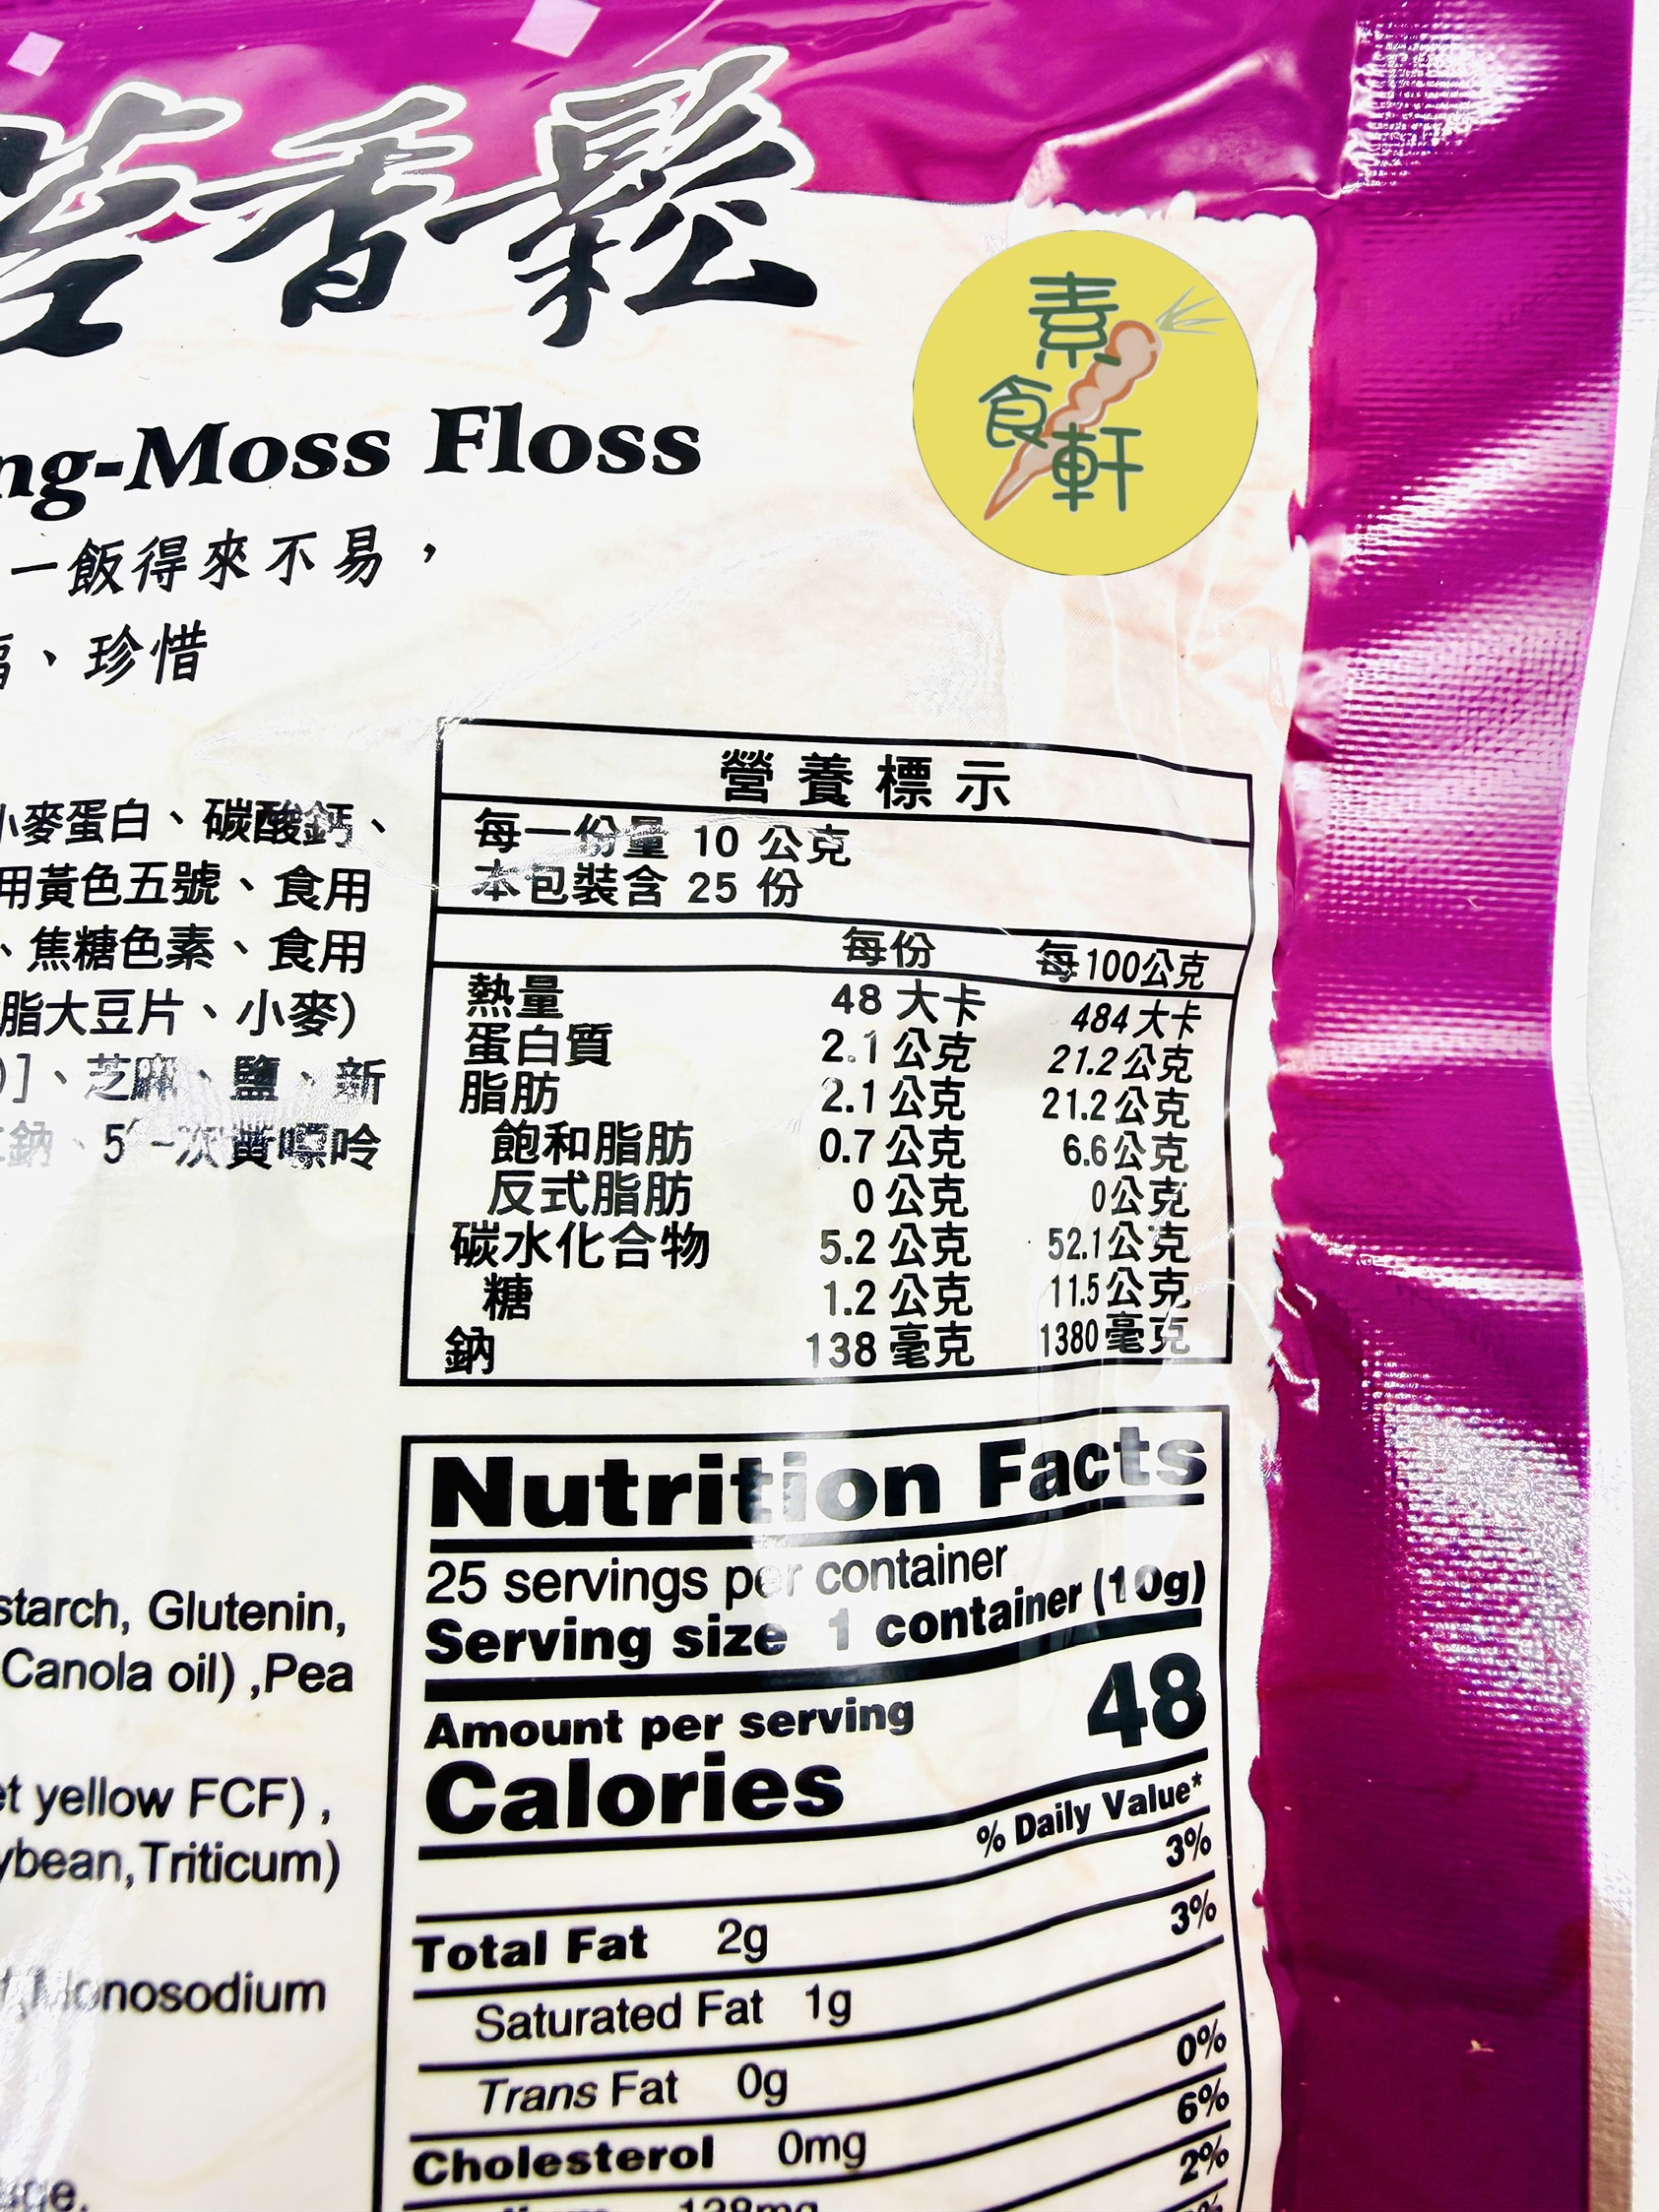 香鬆
素食軒
ng-Moss Floss
一飯得來不易，
、珍惜
小麥蛋白、碳酸鈣、
用黃色五號、食用
、焦糖色素、食用
脂大豆片、小麥)
)]、芝麻、鹽、新
鈉、5'-次黃嘌呤
營養標示
每一份量 10 公克
本包裝含 25 份
每份 每100公克
熱量 48 大卡 484大卡
蛋白質 2.1 公克 21.2公克
脂肪 2.1 公克 21.2公克
飽和脂肪 0.7 公克 6.6公克
反式脂肪 0 公克 0公克
碳水化合物 5.2 公克 52.1公克
糖 1.2 公克 11.5公克
鈉 138 毫克 1380毫克
starch, Glutenin,
Canola oil) ,Pea
et yellow FCF) ,
ybean,Triticum)
Monosodium
Nutrition Facts
25 servings per container
Serving size 1 container (10g)
Amount per serving
Calories 48
% Daily Value*
Total Fat 2g 3%
Saturated Fat 1g 3%
Trans Fat 0g
Cholesterol 0mg 0%
138mg 6%
2%